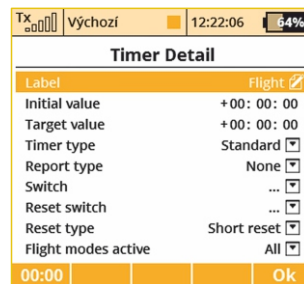 Tx Výchozí 12:22:06 64%
Timer Detail
Label Flight
Initial value +00: 00: 00
Target value +00: 00: 00
Timer type Standard
Report type None
Switch ...
Reset switch ...
Reset type Short reset
Flight modes active All
00:00 Ok